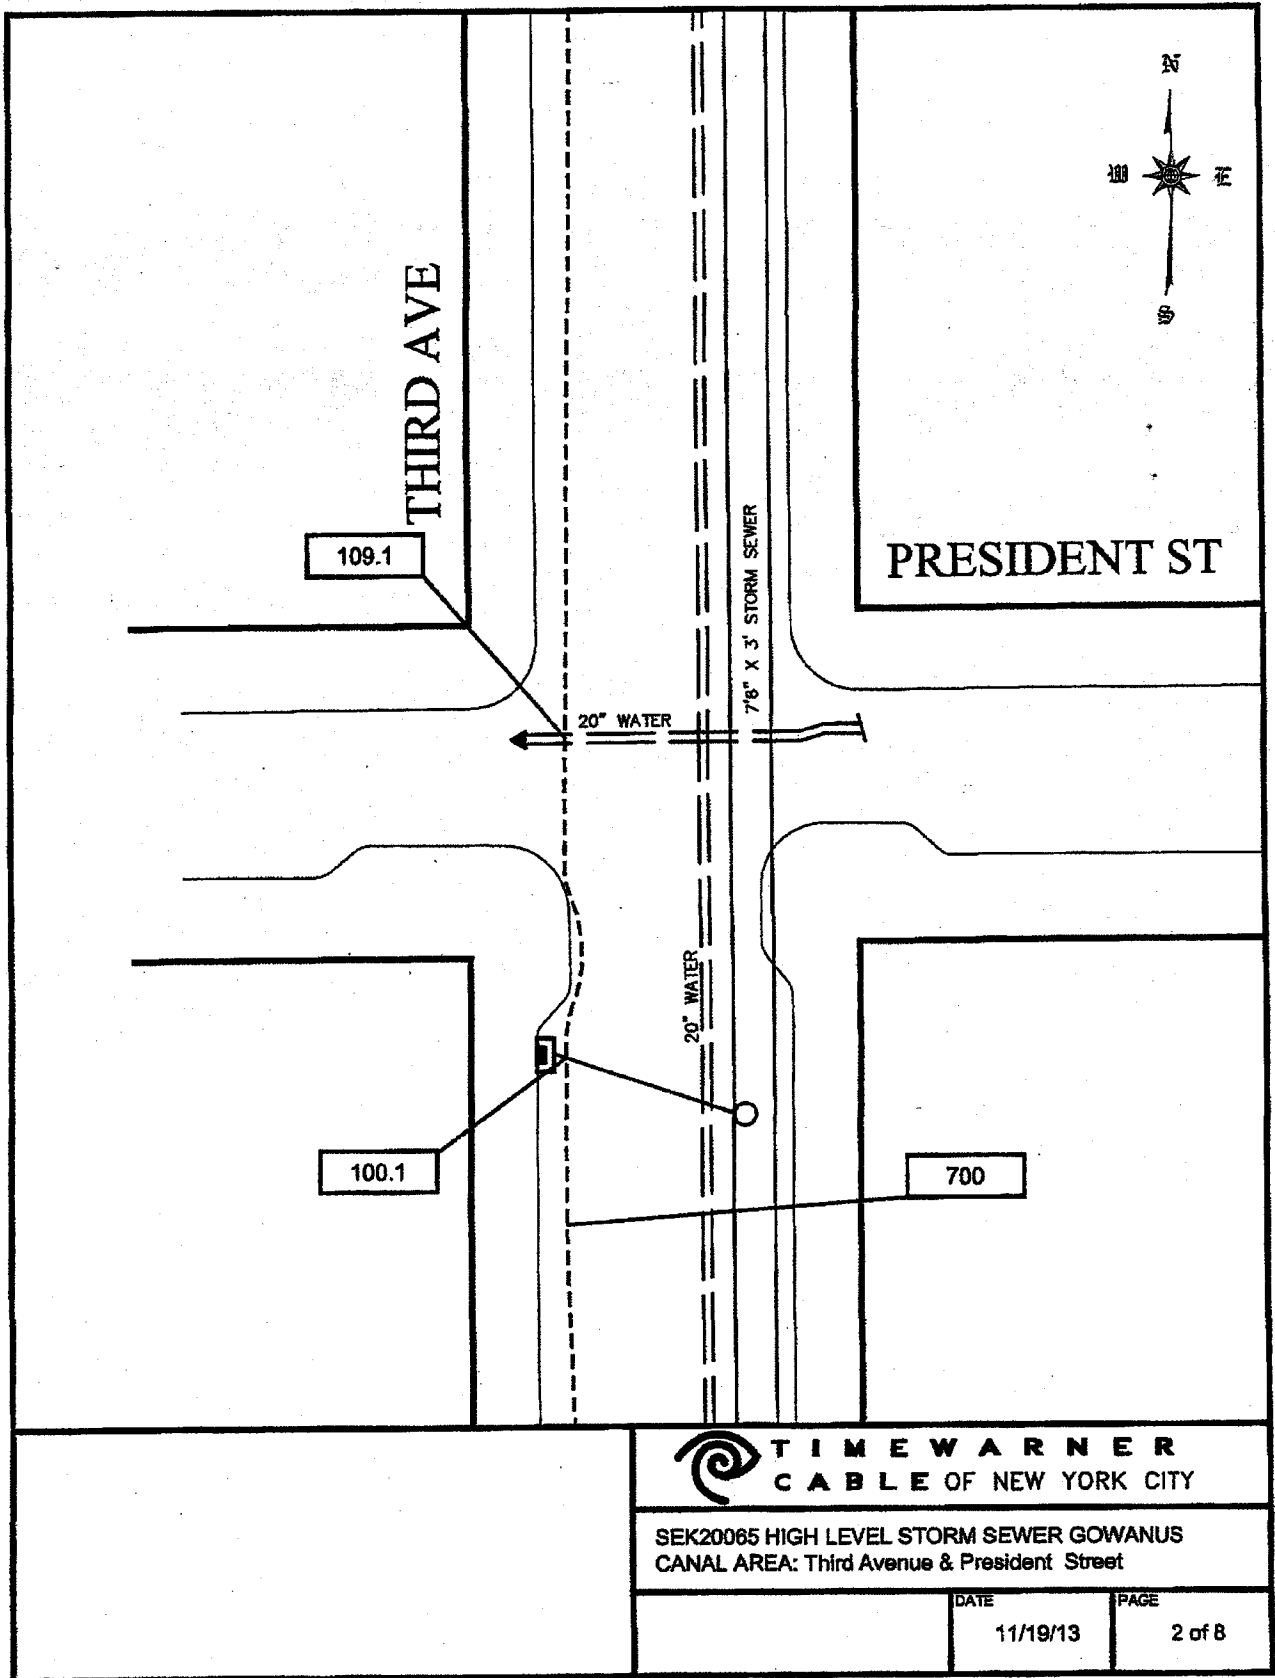 N
W E
S
THIRD AVE
109.1
PRESIDENT ST
7'8" X 3' STORM SEWER
20" WATER
20" WATER
100.1
700
TIME WARNER
CABLE OF NEW YORK CITY
SEK20065 HIGH LEVEL STORM SEWER GOWANUS
CANAL AREA: Third Avenue & President Street
DATE
11/19/13
PAGE
2 of 8